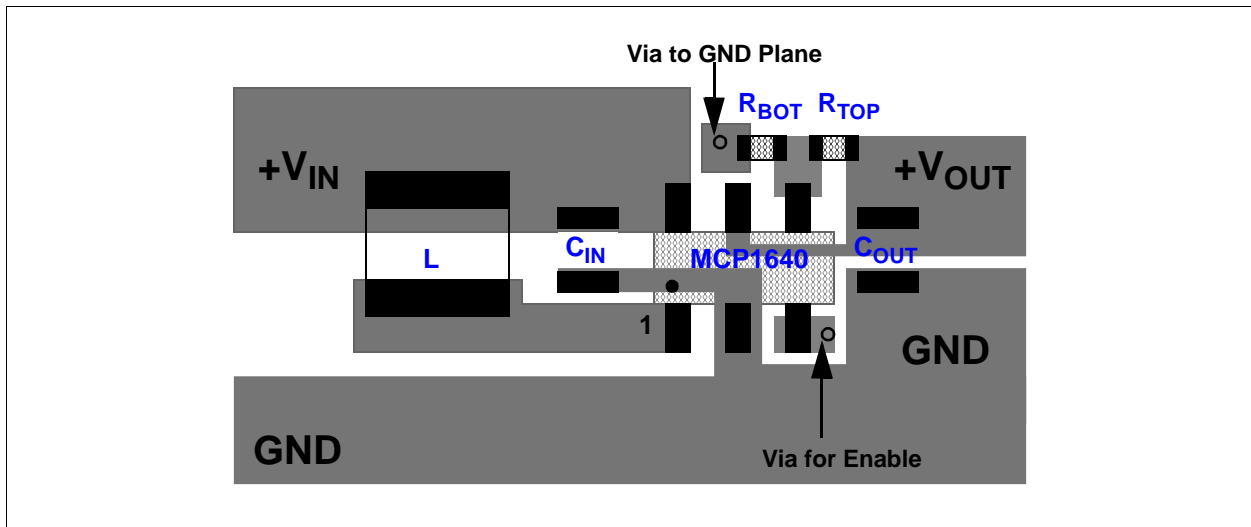 Via to GND Plane
RBOT
RTOP
+VIN
+VOUT
CIN
MCP1640
COUT
L
1
GND
GND
Via for Enable